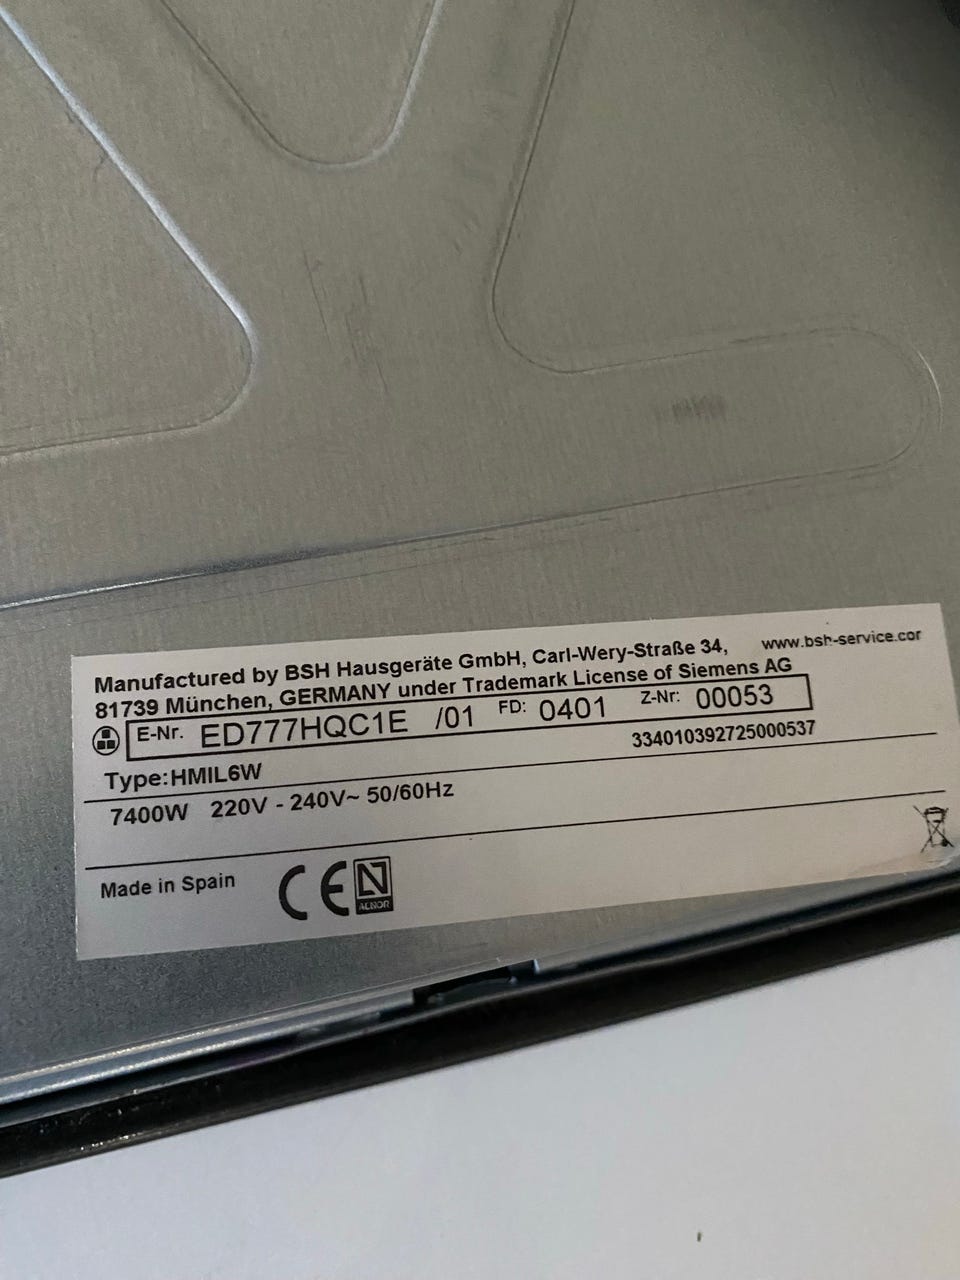 Manufactured by BSH Hausgeräte GmbH, Carl-Wery-Straße 34, www.bsh-service.cor
81739 München, GERMANY under Trademark License of Siemens AG
E-Nr. ED777HQC1E /01 FD: 0401 Z-Nr: 00053
Type:HMIL6W 334010392725000537
7400W 220V - 240V~ 50/60Hz
Made in Spain CE N
AENOR